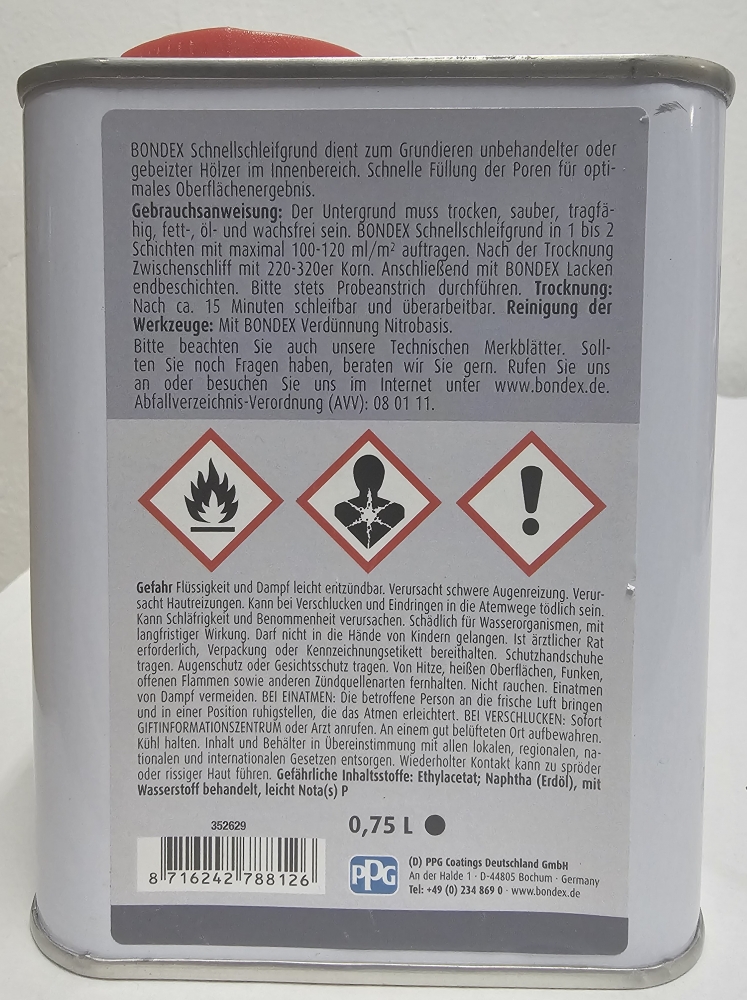 BONDEX Schnellschleifgrund dient zum Grundieren unbehandelter oder
gebeizter Hölzer im Innenbereich. Schnelle Füllung der Poren für opti-
males Oberflächenergebnis.
Gebrauchsanweisung: Der Untergrund muss trocken, sauber, tragfä-
hig, fett-, öl- und wachsfrei sein. BONDEX Schnellschleifgrund in 1 bis 2
Schichten mit maximal 100-120 ml/m² auftragen. Nach der Trocknung
Zwischenschliff mit 220-320er Korn. Anschließend mit BONDEX Lacken
endbeschichten. Bitte stets Probeanstrich durchführen. Trocknung:
Nach ca. 15 Minuten schleifbar und überarbeitbar. Reinigung der
Werkzeuge: Mit BONDEX Verdünnung Nitrobasis.
Bitte beachten Sie auch unsere Technischen Merkblätter. Soll-
ten Sie noch Fragen haben, beraten wir Sie gern. Rufen Sie uns
an oder besuchen Sie uns im Internet unter www.bondex.de.
Abfallverzeichnis-Verordnung (AVV): 08 01 11.
Gefahr Flüssigkeit und Dampf leicht entzündbar. Verursacht schwere Augenreizung. Verur-
sacht Hautreizungen. Kann bei Verschlucken und Eindringen in die Atemwege tödlich sein.
Kann Schläfrigkeit und Benommenheit verursachen. Schädlich für Wasserorganismen, mit
langfristiger Wirkung. Darf nicht in die Hände von Kindern gelangen. Ist ärztlicher Rat
erforderlich, Verpackung oder Kennzeichnungsetikett bereithalten. Schutzhandschuhe
tragen. Augenschutz oder Gesichtsschutz tragen. Von Hitze, heißen Oberflächen, Funken,
offenen Flammen sowie anderen Zündquellenarten fernhalten. Nicht rauchen. Einatmen
von Dampf vermeiden. BEI EINATMEN: Die betroffene Person an die frische Luft bringen
und in einer Position ruhigstellen, die das Atmen erleichtert. BEI VERSCHLUCKEN: Sofort
GIFTINFORMATIONSZENTRUM oder Arzt anrufen. An einem gut belüfteten Ort aufbewahren.
Kühl halten. Inhalt und Behälter in Übereinstimmung mit allen lokalen, regionalen, na-
tionalen und internationalen Gesetzen entsorgen. Wiederholter Kontakt kann zu spröder
oder rissiger Haut führen. Gefährliche Inhaltsstoffe: Ethylacetat; Naphtha (Erdöl), mit
Wasserstoff behandelt, leicht Nota(s) P
352629
0,75 L
8 716242 788126
PPG
(D) PPG Coatings Deutschland GmbH
An der Halde 1 · D-44805 Bochum · Germany
Tel: +49 (0) 234 869 0 · www.bondex.de